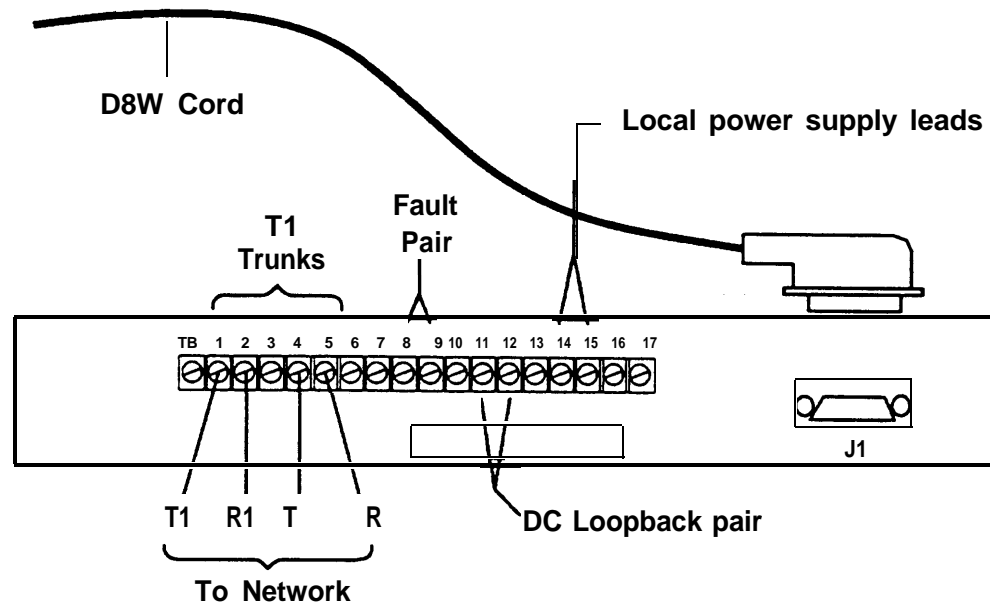 D8W Cord
Local power supply leads
Fault
Pair
T1
Trunks
TB 1 2 3 4 5 6 7 8 9 10 11 12 13 14 15 16 17
J1
T1 R1 T R
DC Loopback pair
To Network